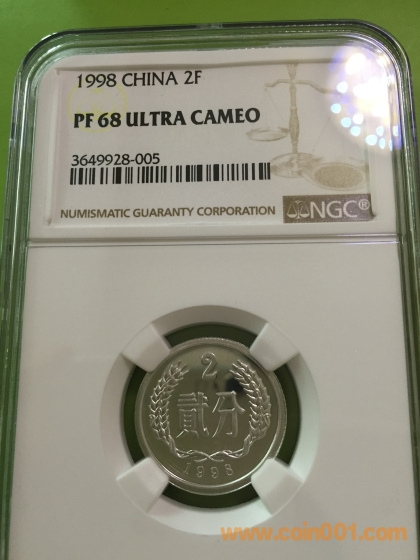 1998 CHINA 2F
PF 68 ULTRA CAMEO
3649928-005
NUMISMATIC GUARANTY CORPORATION
NGC®
2
貳分
1998
www.coin001.com